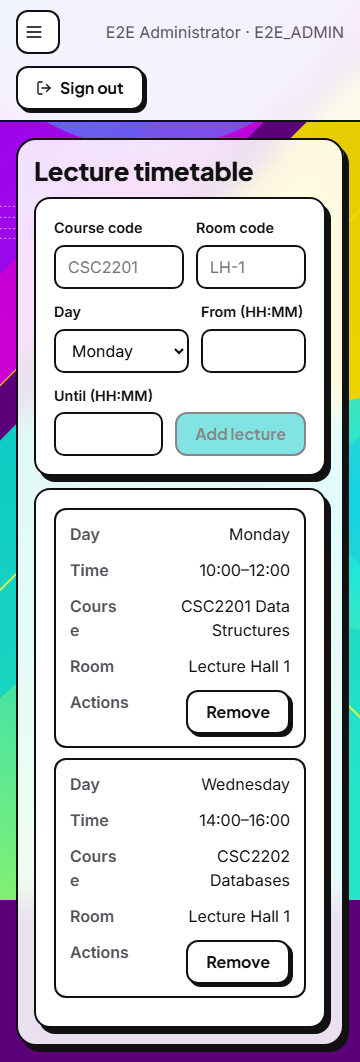 E2E Administrator · E2E_ADMIN
Sign out
Lecture timetable
Course code Room code
CSC2201 LH-1
Day From (HH:MM)
Monday
Until (HH:MM)
Add lecture
Day Monday
Time 10:00–12:00
Cours CSC2201 Data
e Structures
Room Lecture Hall 1
Actions Remove
Day Wednesday
Time 14:00–16:00
Cours CSC2202
e Databases
Room Lecture Hall 1
Actions Remove